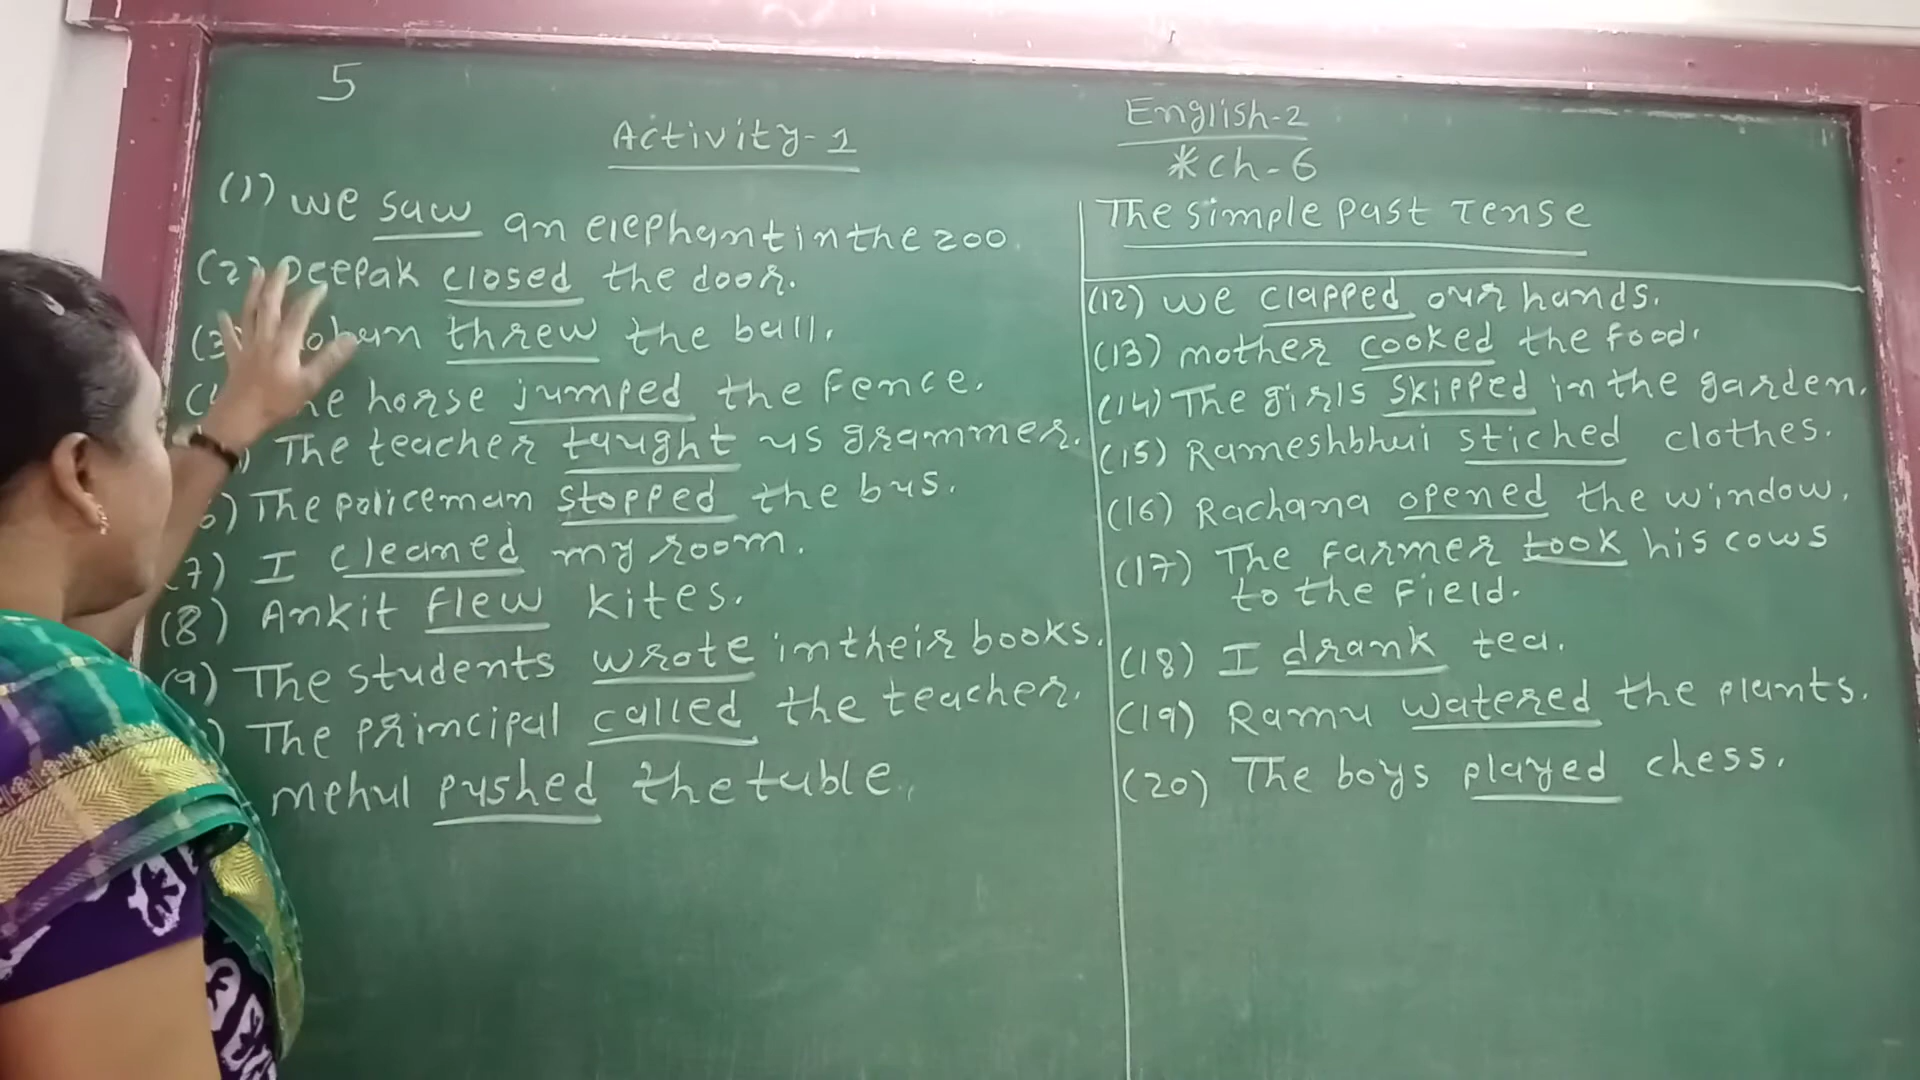 5
Activity-1
(1) we saw an elephant in the zoo.
(2) Deepak closed the door.
(3) threw the ball.
horse jumped the fence.
The teacher taught us grammer.
6) The policeman stopped the bus.
(7) I cleaned my room.
(8) Ankit flew kites.
(9) The students wrote in their books.
) The principal called the teacher.
mehul pushed the table.
English-2
*ch-6
The simple past Tense
(12) we clapped our hands.
(13) mother cooked the food.
(14) The girls skipped in the garden.
(15) Rameshbhai stiched clothes.
(16) Rachana opened the window.
(17) The farmer took his cows
to the field.
(18) I drank tea.
(19) Ramu watered the plants.
(20) The boys played chess.